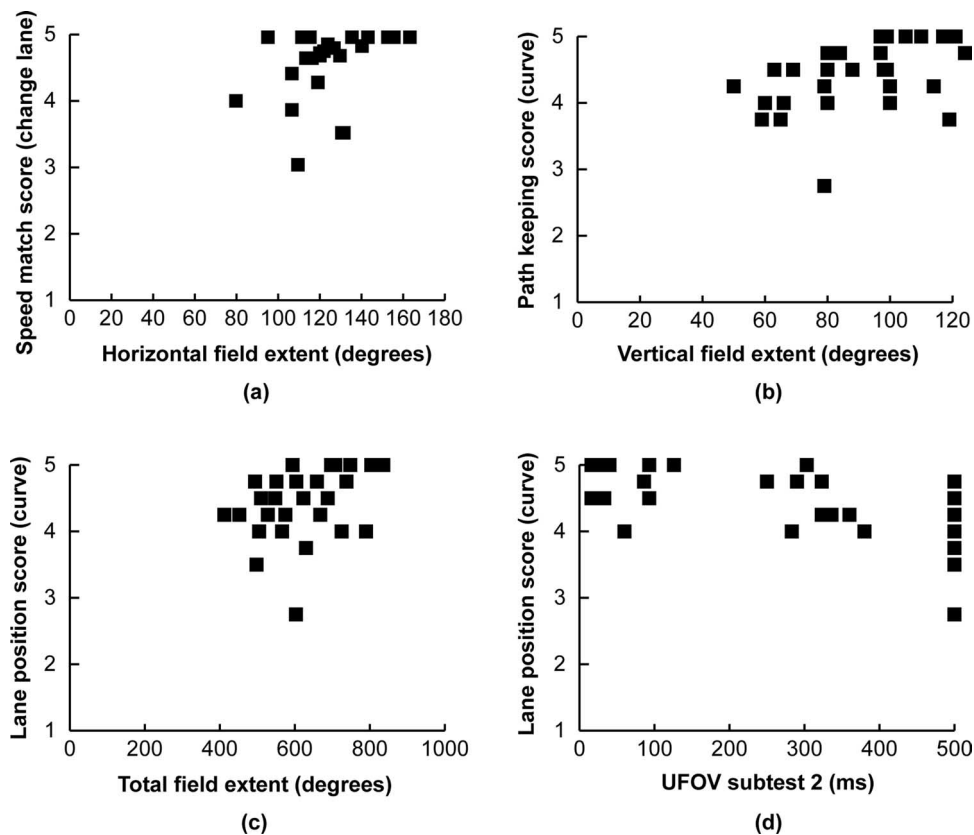 Speed match score (change lane)
5
4
3
2
1
0 20 40 60 80 100 120 140 160 180
Horizontal field extent (degrees)
(a)
Path keeping score (curve)
5
4
3
2
1
0 20 40 60 80 100 120
Vertical field extent (degrees)
(b)
Lane position score (curve)
5
4
3
2
1
0 200 400 600 800 1000
Total field extent (degrees)
(c)
Lane position score (curve)
5
4
3
2
1
0 100 200 300 400 500
UFOV subtest 2 (ms)
(d)